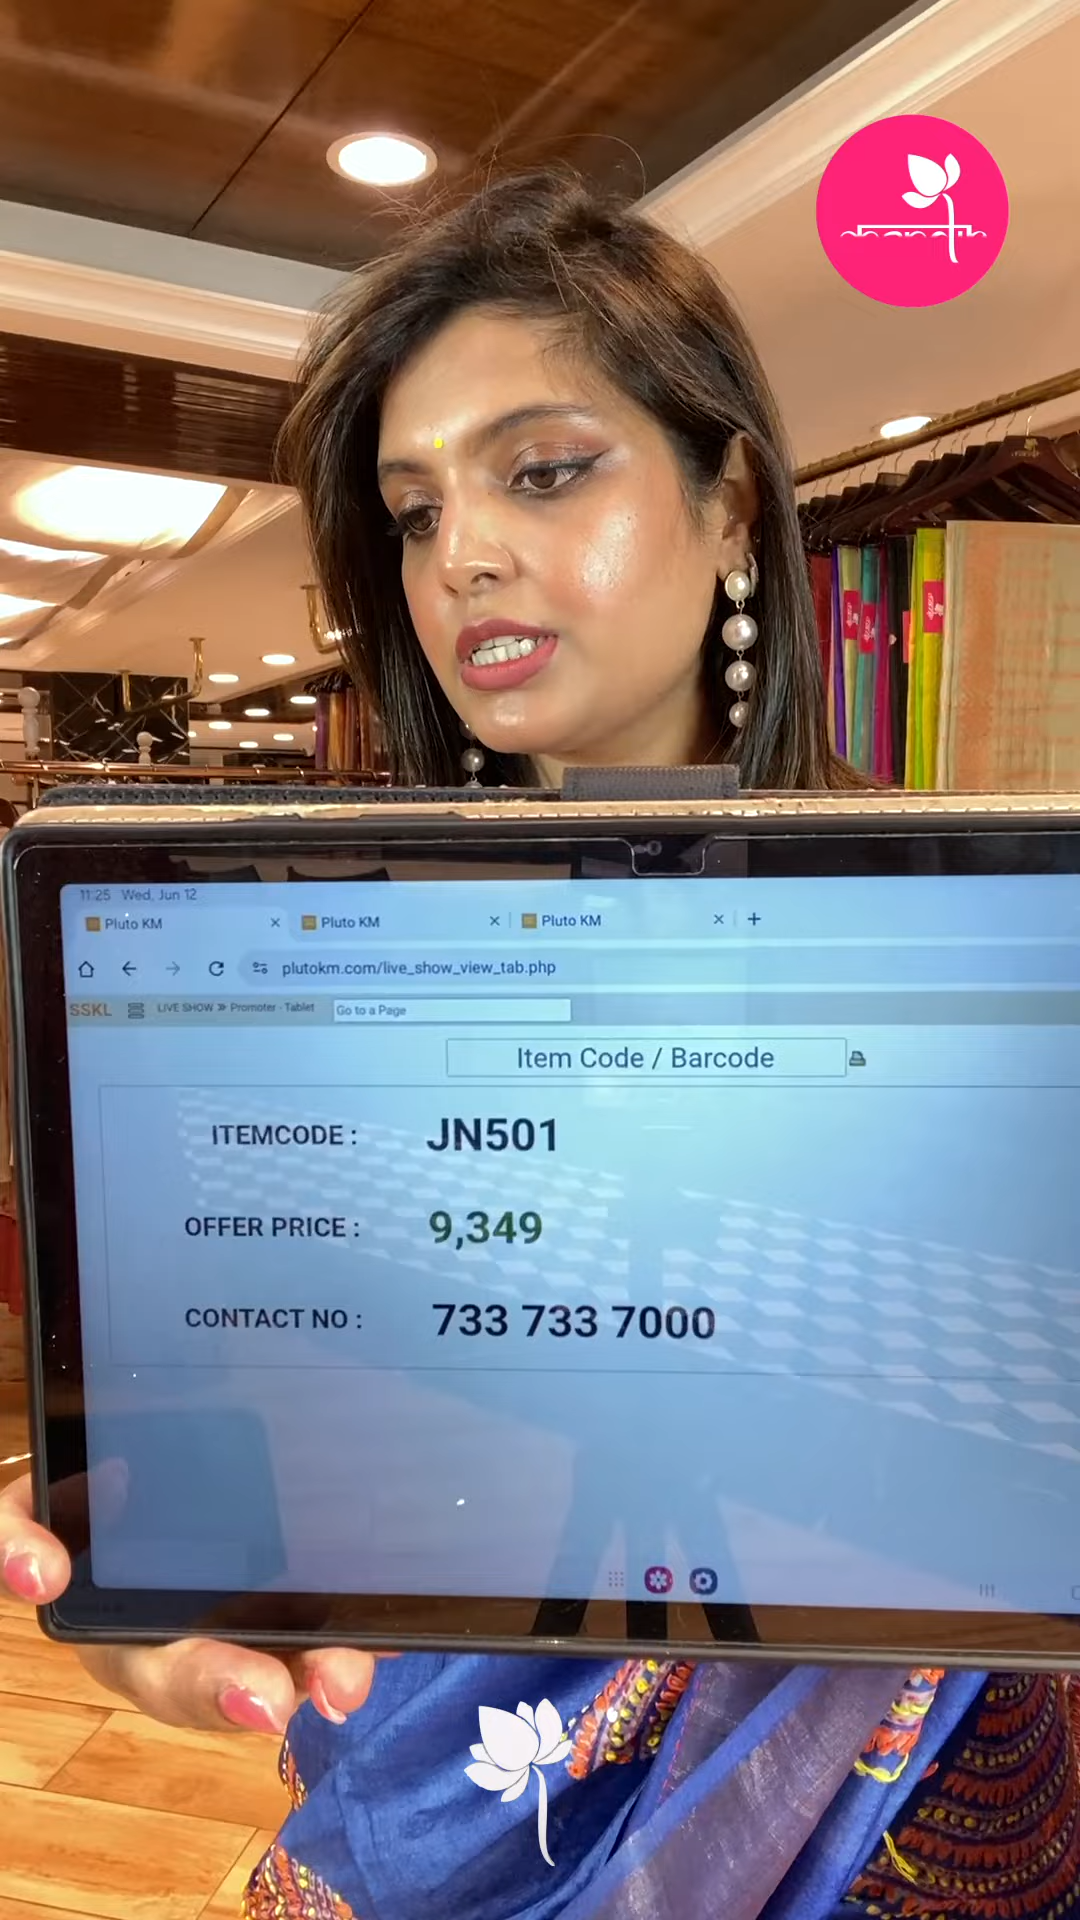 11:25 Wed, Jun 12
Pluto KM
Pluto KM
Pluto KM
plutokm.com/live_show_view_tab.php
SSKL
LIVE SHOW » Promoter - Tablet
Go to a Page
Item Code / Barcode
ITEMCODE : JN501
OFFER PRICE : 9,349
CONTACT NO : 733 733 7000